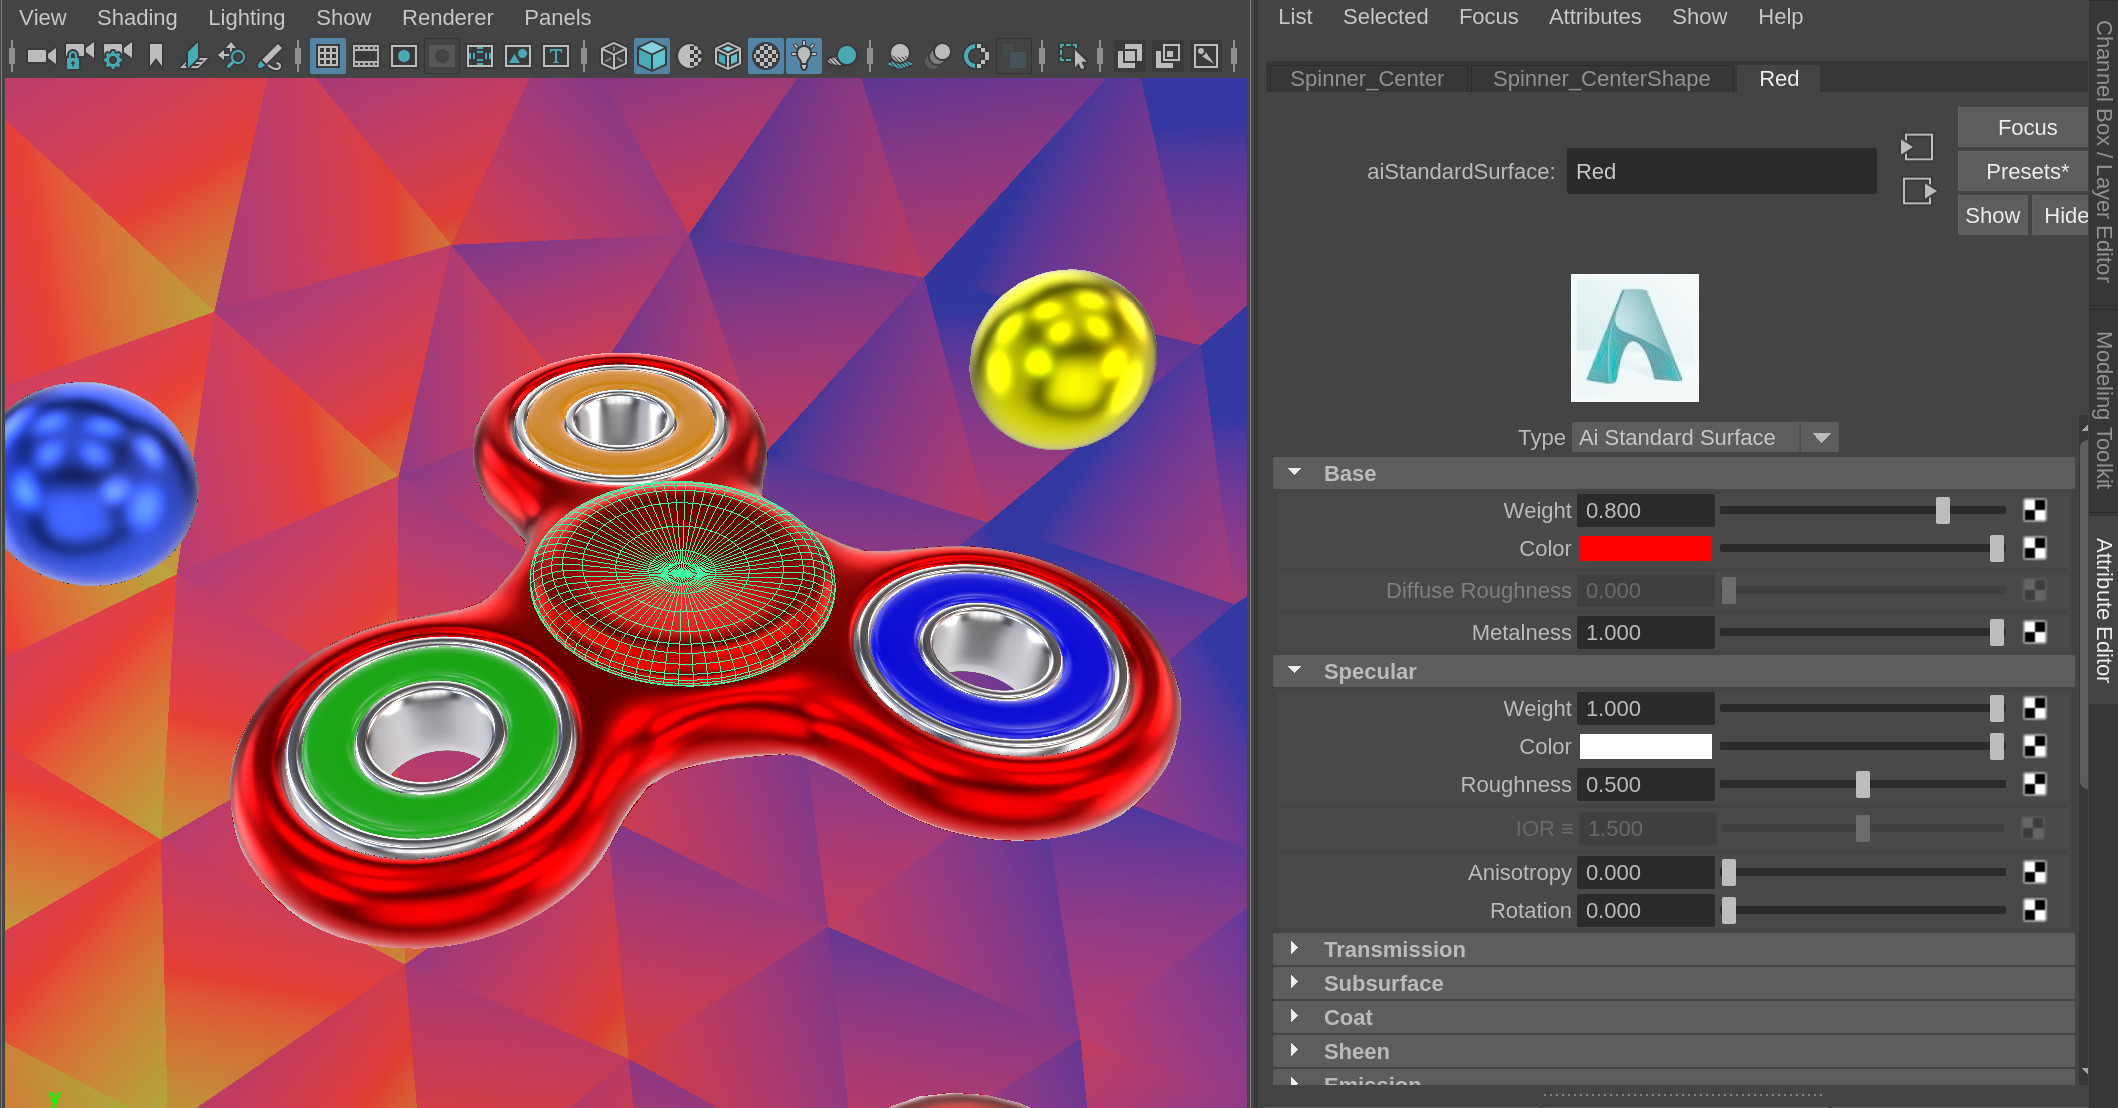 View Shading Lighting Show Renderer Panels
T
y
List Selected Focus Attributes Show Help
Spinner_Center Spinner_CenterShape Red
Focus
aiStandardSurface: Red
Presets*
Show Hide
Type Ai Standard Surface
Base
Weight 0.800
Color
Diffuse Roughness 0.000
Metalness 1.000
Specular
Weight 1.000
Color
Roughness 0.500
IOR ≡ 1.500
Anisotropy 0.000
Rotation 0.000
Transmission
Subsurface
Coat
Sheen
Emission
Channel Box / Layer Editor
Modeling Toolkit
Attribute Editor